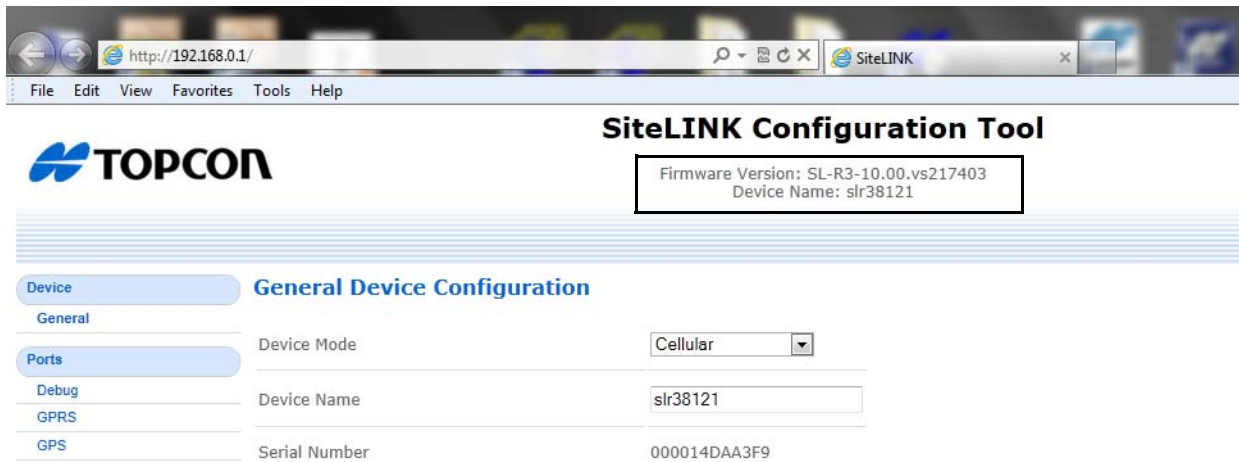 http://192.168.0.1/
SiteLINK
File Edit View Favorites Tools Help
TOPCON
SiteLINK Configuration Tool
Firmware Version: SL-R3-10.00.vs217403
Device Name: slr38121
Device
General
Ports
Debug
GPRS
GPS
General Device Configuration
Device Mode
Cellular
Device Name
slr38121
Serial Number
000014DAA3F9